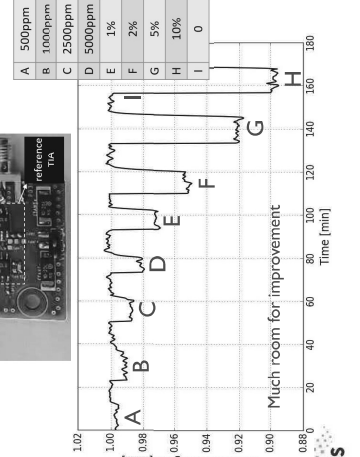 A 500ppm
B 1000ppm
C 2500ppm
D 5000ppm
E 1%
F 2%
G 5%
H 10%
I 0
reference
TIA
1.02
1.00
0.98
0.96
0.94
0.92
0.90
0.88
A
B
C
D
E
F
G
I
H
Much room for improvement
0 20 40 60 80 100 120 140 160 180
Time [min]
s